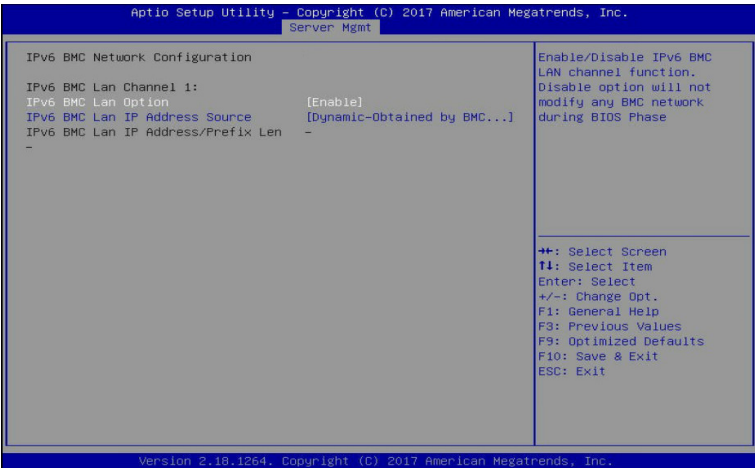 Aptio Setup Utility – Copyright (C) 2017 American Megatrends, Inc.
Server Mgmt
IPv6 BMC Network Configuration
IPv6 BMC Lan Channel 1:
IPv6 BMC Lan Option [Enable]
IPv6 BMC Lan IP Address Source [Dynamic-Obtained by BMC...]
IPv6 BMC Lan IP Address/Prefix Len -
-
Enable/Disable IPv6 BMC
LAN channel function.
Disable option will not
modify any BMC network
during BIOS Phase
→←: Select Screen
↑↓: Select Item
Enter: Select
+/-: Change Opt.
F1: General Help
F3: Previous Values
F9: Optimized Defaults
F10: Save & Exit
ESC: Exit
Version 2.18.1264. Copyright (C) 2017 American Megatrends, Inc.